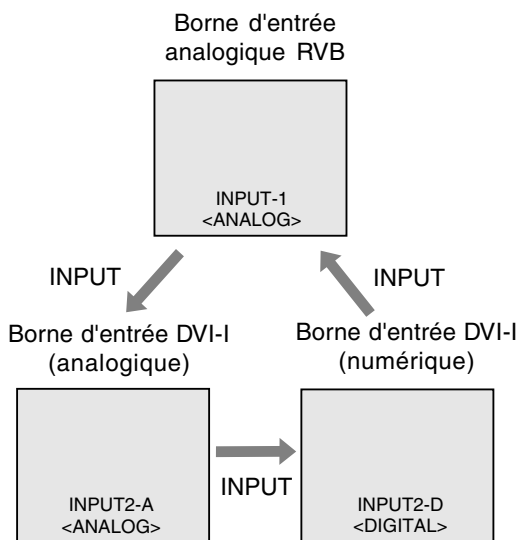 Borne d'entrée
analogique RVB
INPUT-1
<ANALOG>
INPUT
INPUT
Borne d'entrée DVI-I
(analogique)
Borne d'entrée DVI-I
(numérique)
INPUT
INPUT2-A
<ANALOG>
INPUT2-D
<DIGITAL>